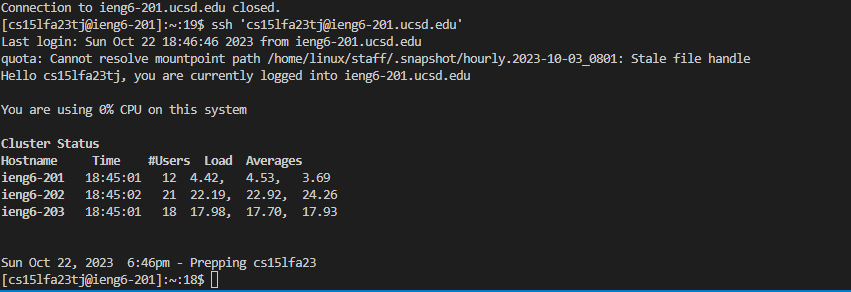 Connection to ieng6-201.ucsd.edu closed.
[cs15lfa23tj@ieng6-201]:~:19$ ssh 'cs15lfa23tj@ieng6-201.ucsd.edu'
Last login: Sun Oct 22 18:46:46 2023 from ieng6-201.ucsd.edu
quota: Cannot resolve mountpoint path /home/linux/staff/.snapshot/hourly.2023-10-03_0801: Stale file handle
Hello cs15lfa23tj, you are currently logged into ieng6-201.ucsd.edu
You are using 0% CPU on this system
Cluster Status
Hostname     Time    #Users  Load  Averages
ieng6-201   18:45:01   12  4.42,   4.53,   3.69
ieng6-202   18:45:02   21  22.19,  22.92,  24.26
ieng6-203   18:45:01   18  17.98,  17.70,  17.93
Sun Oct 22, 2023  6:46pm - Prepping cs15lfa23
[cs15lfa23tj@ieng6-201]:~:18$